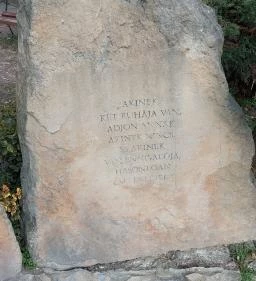 „AKINEK
KÉT RUHÁJA VAN,
ADJON ANNAK
AKINEK NINCS,
S AKINEK
VAN ENNIVALÓJA,
HASONLÓAN